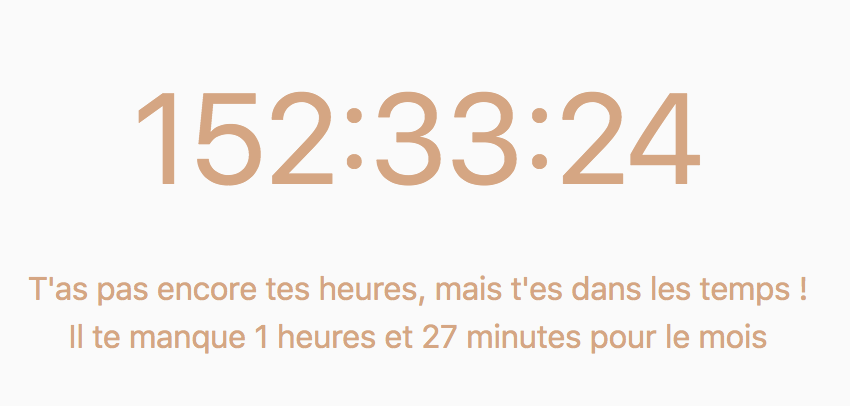 152:33:24
T'as pas encore tes heures, mais t'es dans les temps !
Il te manque 1 heures et 27 minutes pour le mois